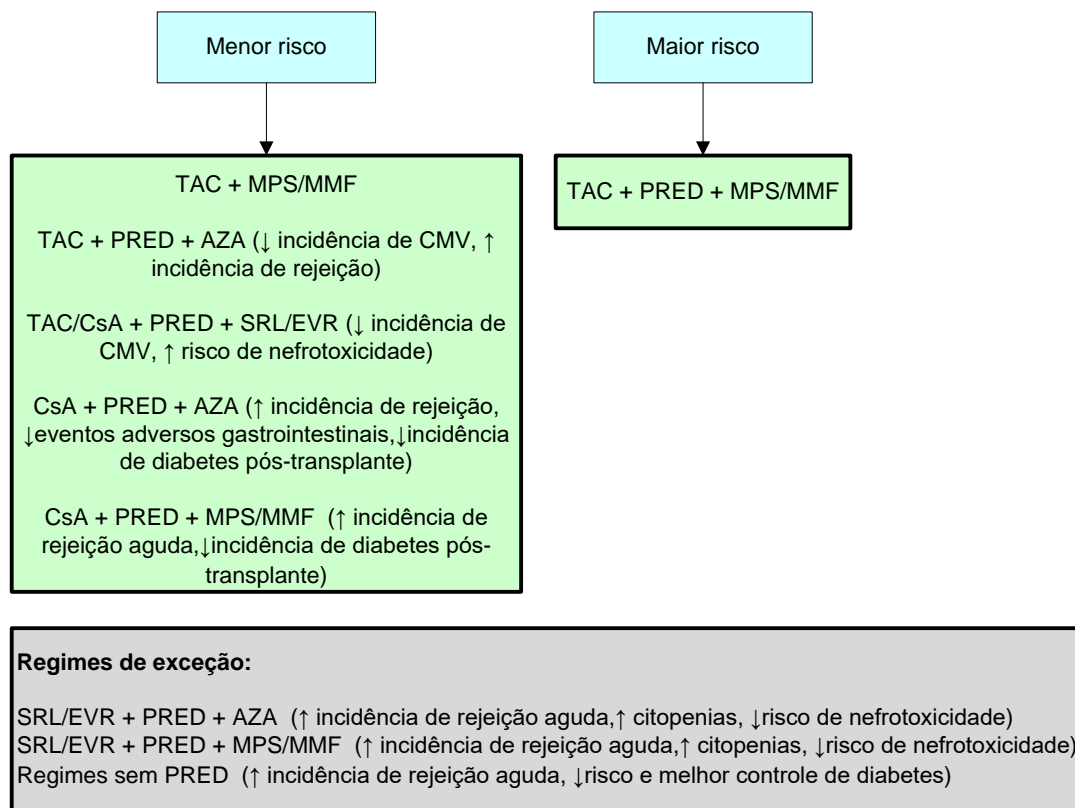 Menor risco
Maior risco
TAC + MPS/MMF
TAC + PRED + AZA (↓ incidência de CMV, ↑
incidência de rejeição)
TAC/CsA + PRED + SRL/EVR (↓ incidência de
CMV, ↑ risco de nefrotoxicidade)
CsA + PRED + AZA (↑ incidência de rejeição,
↓eventos adversos gastrointestinais,↓incidência
de diabetes pós-transplante)
CsA + PRED + MPS/MMF (↑ incidência de
rejeição aguda,↓incidência de diabetes pós-
transplante)
TAC + PRED + MPS/MMF
Regimes de exceção:
SRL/EVR + PRED + AZA (↑ incidência de rejeição aguda,↑ citopenias, ↓risco de nefrotoxicidade)
SRL/EVR + PRED + MPS/MMF (↑ incidência de rejeição aguda,↑ citopenias, ↓risco de nefrotoxicidade)
Regimes sem PRED (↑ incidência de rejeição aguda, ↓risco e melhor controle de diabetes)